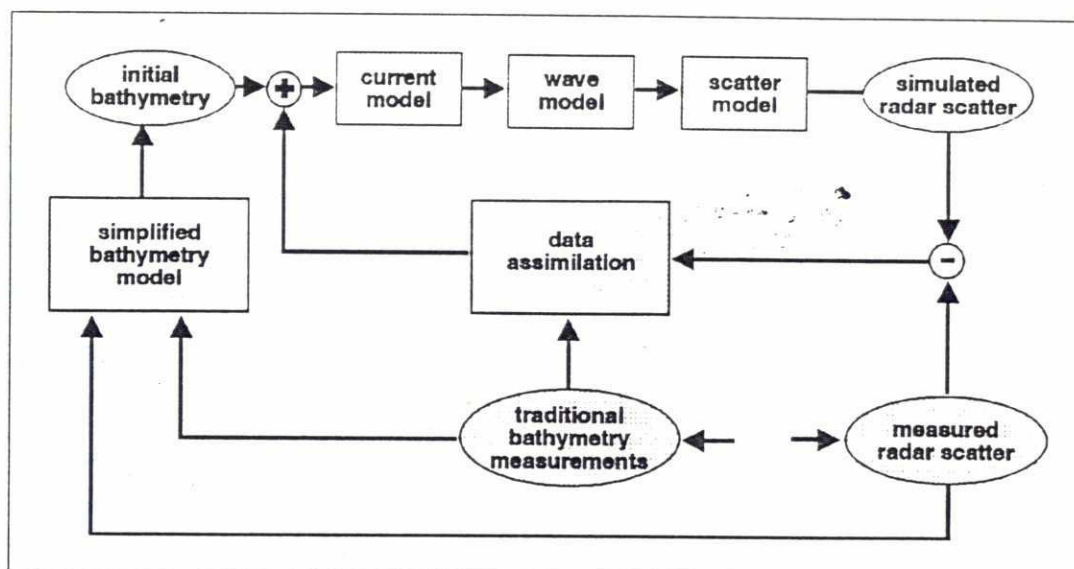 initial
bathymetry
+
current
model
wave
model
scatter
model
simulated
radar scatter
simplified
bathymetry
model
data
assimilation
-
traditional
bathymetry
measurements
measured
radar scatter